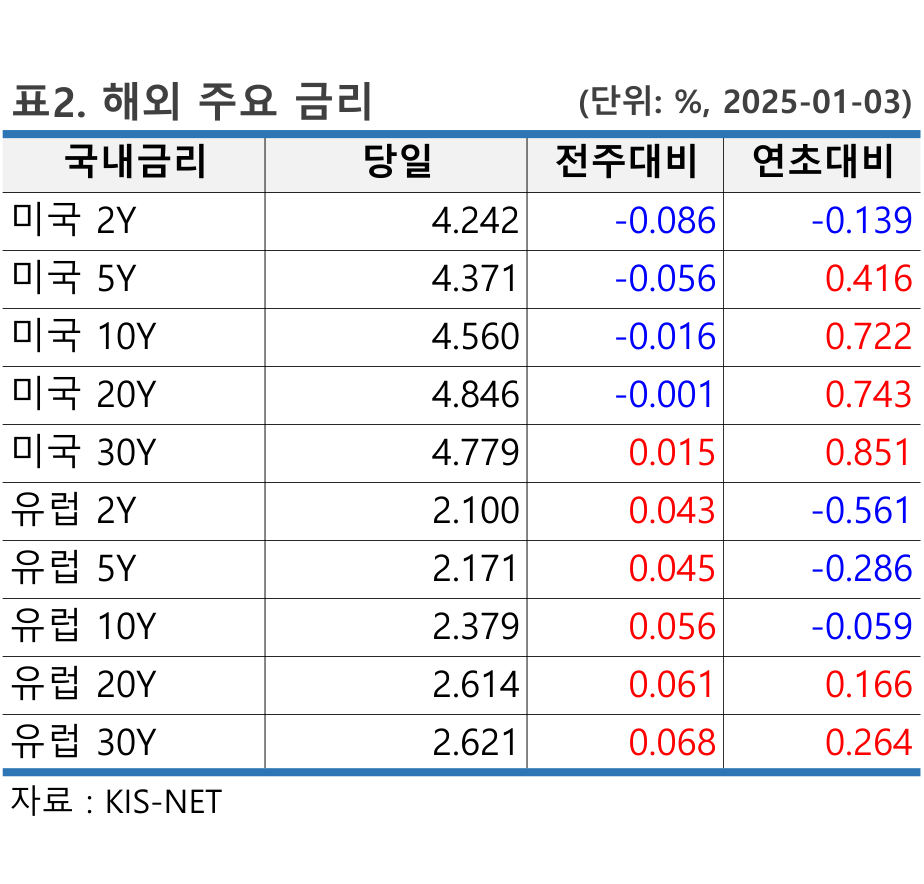 표2. 해외 주요 금리 (단위: %, 2025-01-03)
국내금리 당일 전주대비 연초대비
미국 2Y 4.242 -0.086 -0.139
미국 5Y 4.371 -0.056 0.416
미국 10Y 4.560 -0.016 0.722
미국 20Y 4.846 -0.001 0.743
미국 30Y 4.779 0.015 0.851
유럽 2Y 2.100 0.043 -0.561
유럽 5Y 2.171 0.045 -0.286
유럽 10Y 2.379 0.056 -0.059
유럽 20Y 2.614 0.061 0.166
유럽 30Y 2.621 0.068 0.264
자료 : KIS-NET